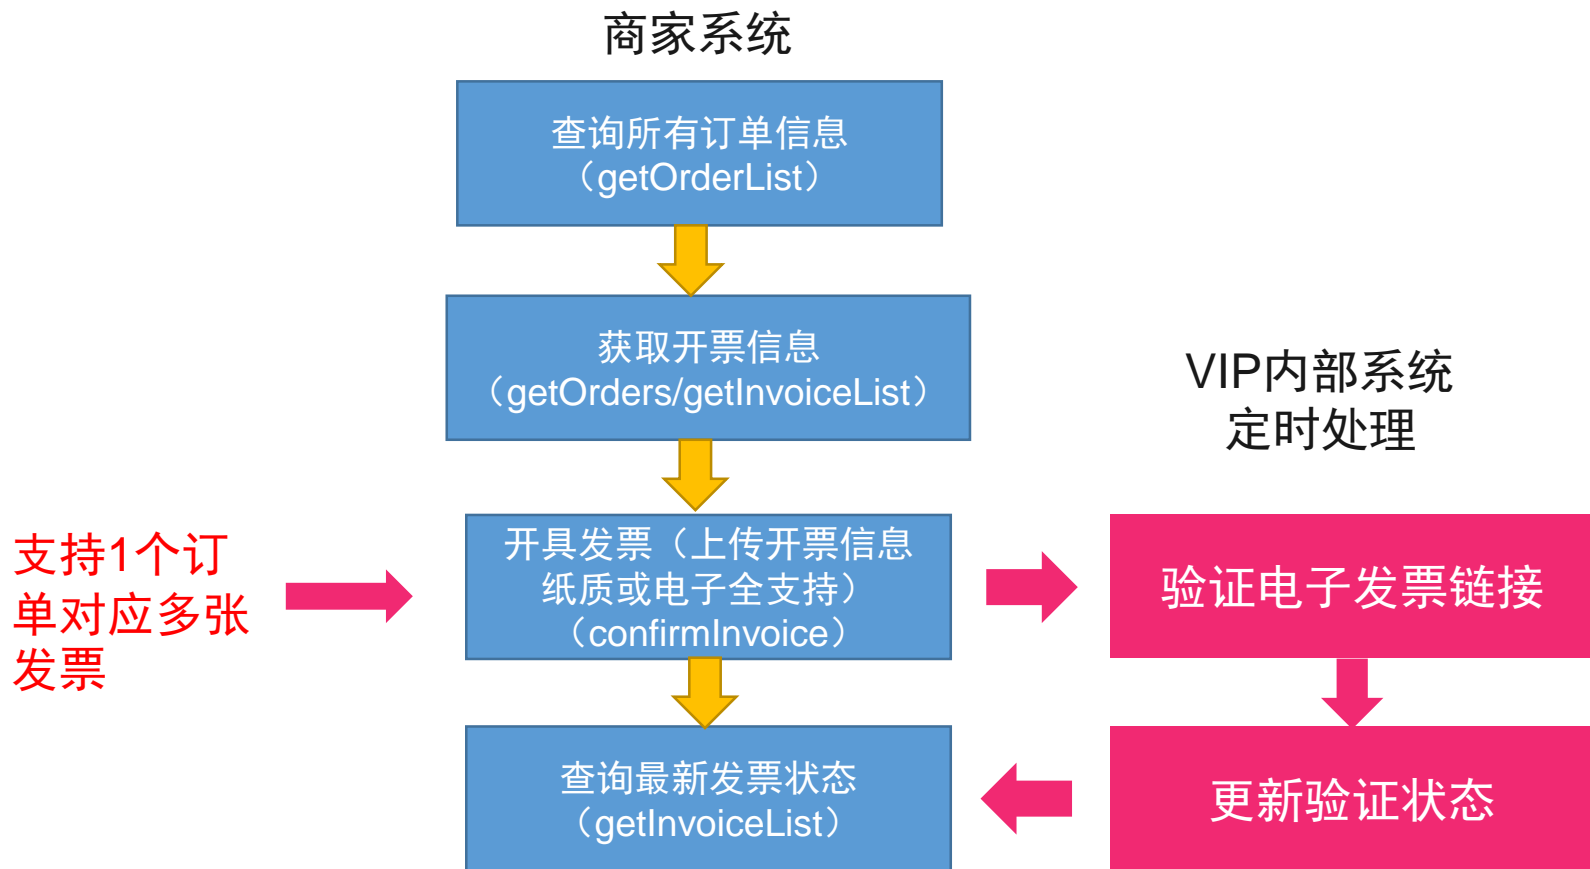 商家系统
查询所有订单信息
（getOrderList）
获取开票信息
（getOrders/getInvoiceList）
VIP内部系统
定时处理
支持1个订
单对应多张
发票
开具发票（上传开票信息
纸质或电子全支持）
（confirmInvoice）
验证电子发票链接
查询最新发票状态
（getInvoiceList）
更新验证状态